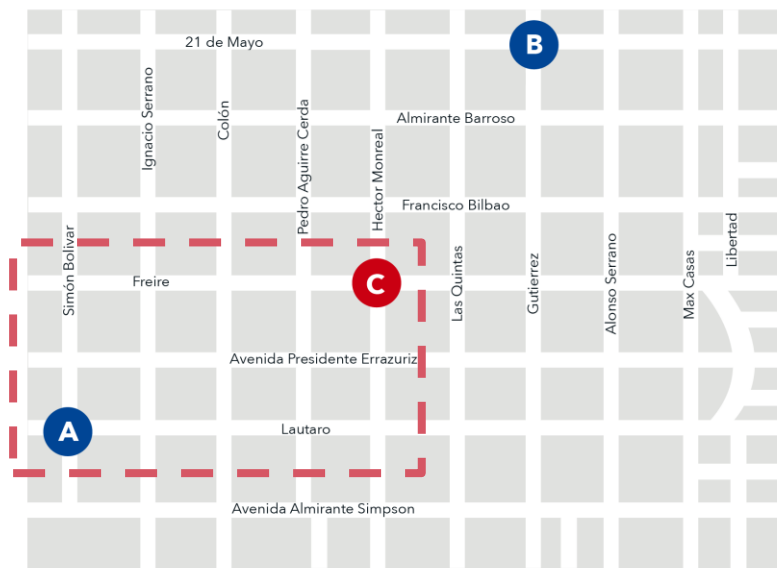 21 de Mayo
B
Ignacio Serrano
Colón
Pedro Aguirre Cerda
Hector Monreal
Almirante Barroso
Francisco Bilbao
Simón Bolivar
Freire
C
Las Quintas
Gutierrez
Alonso Serrano
Max Casas
Libertad
Avenida Presidente Errazuriz
A
Lautaro
Avenida Almirante Simpson